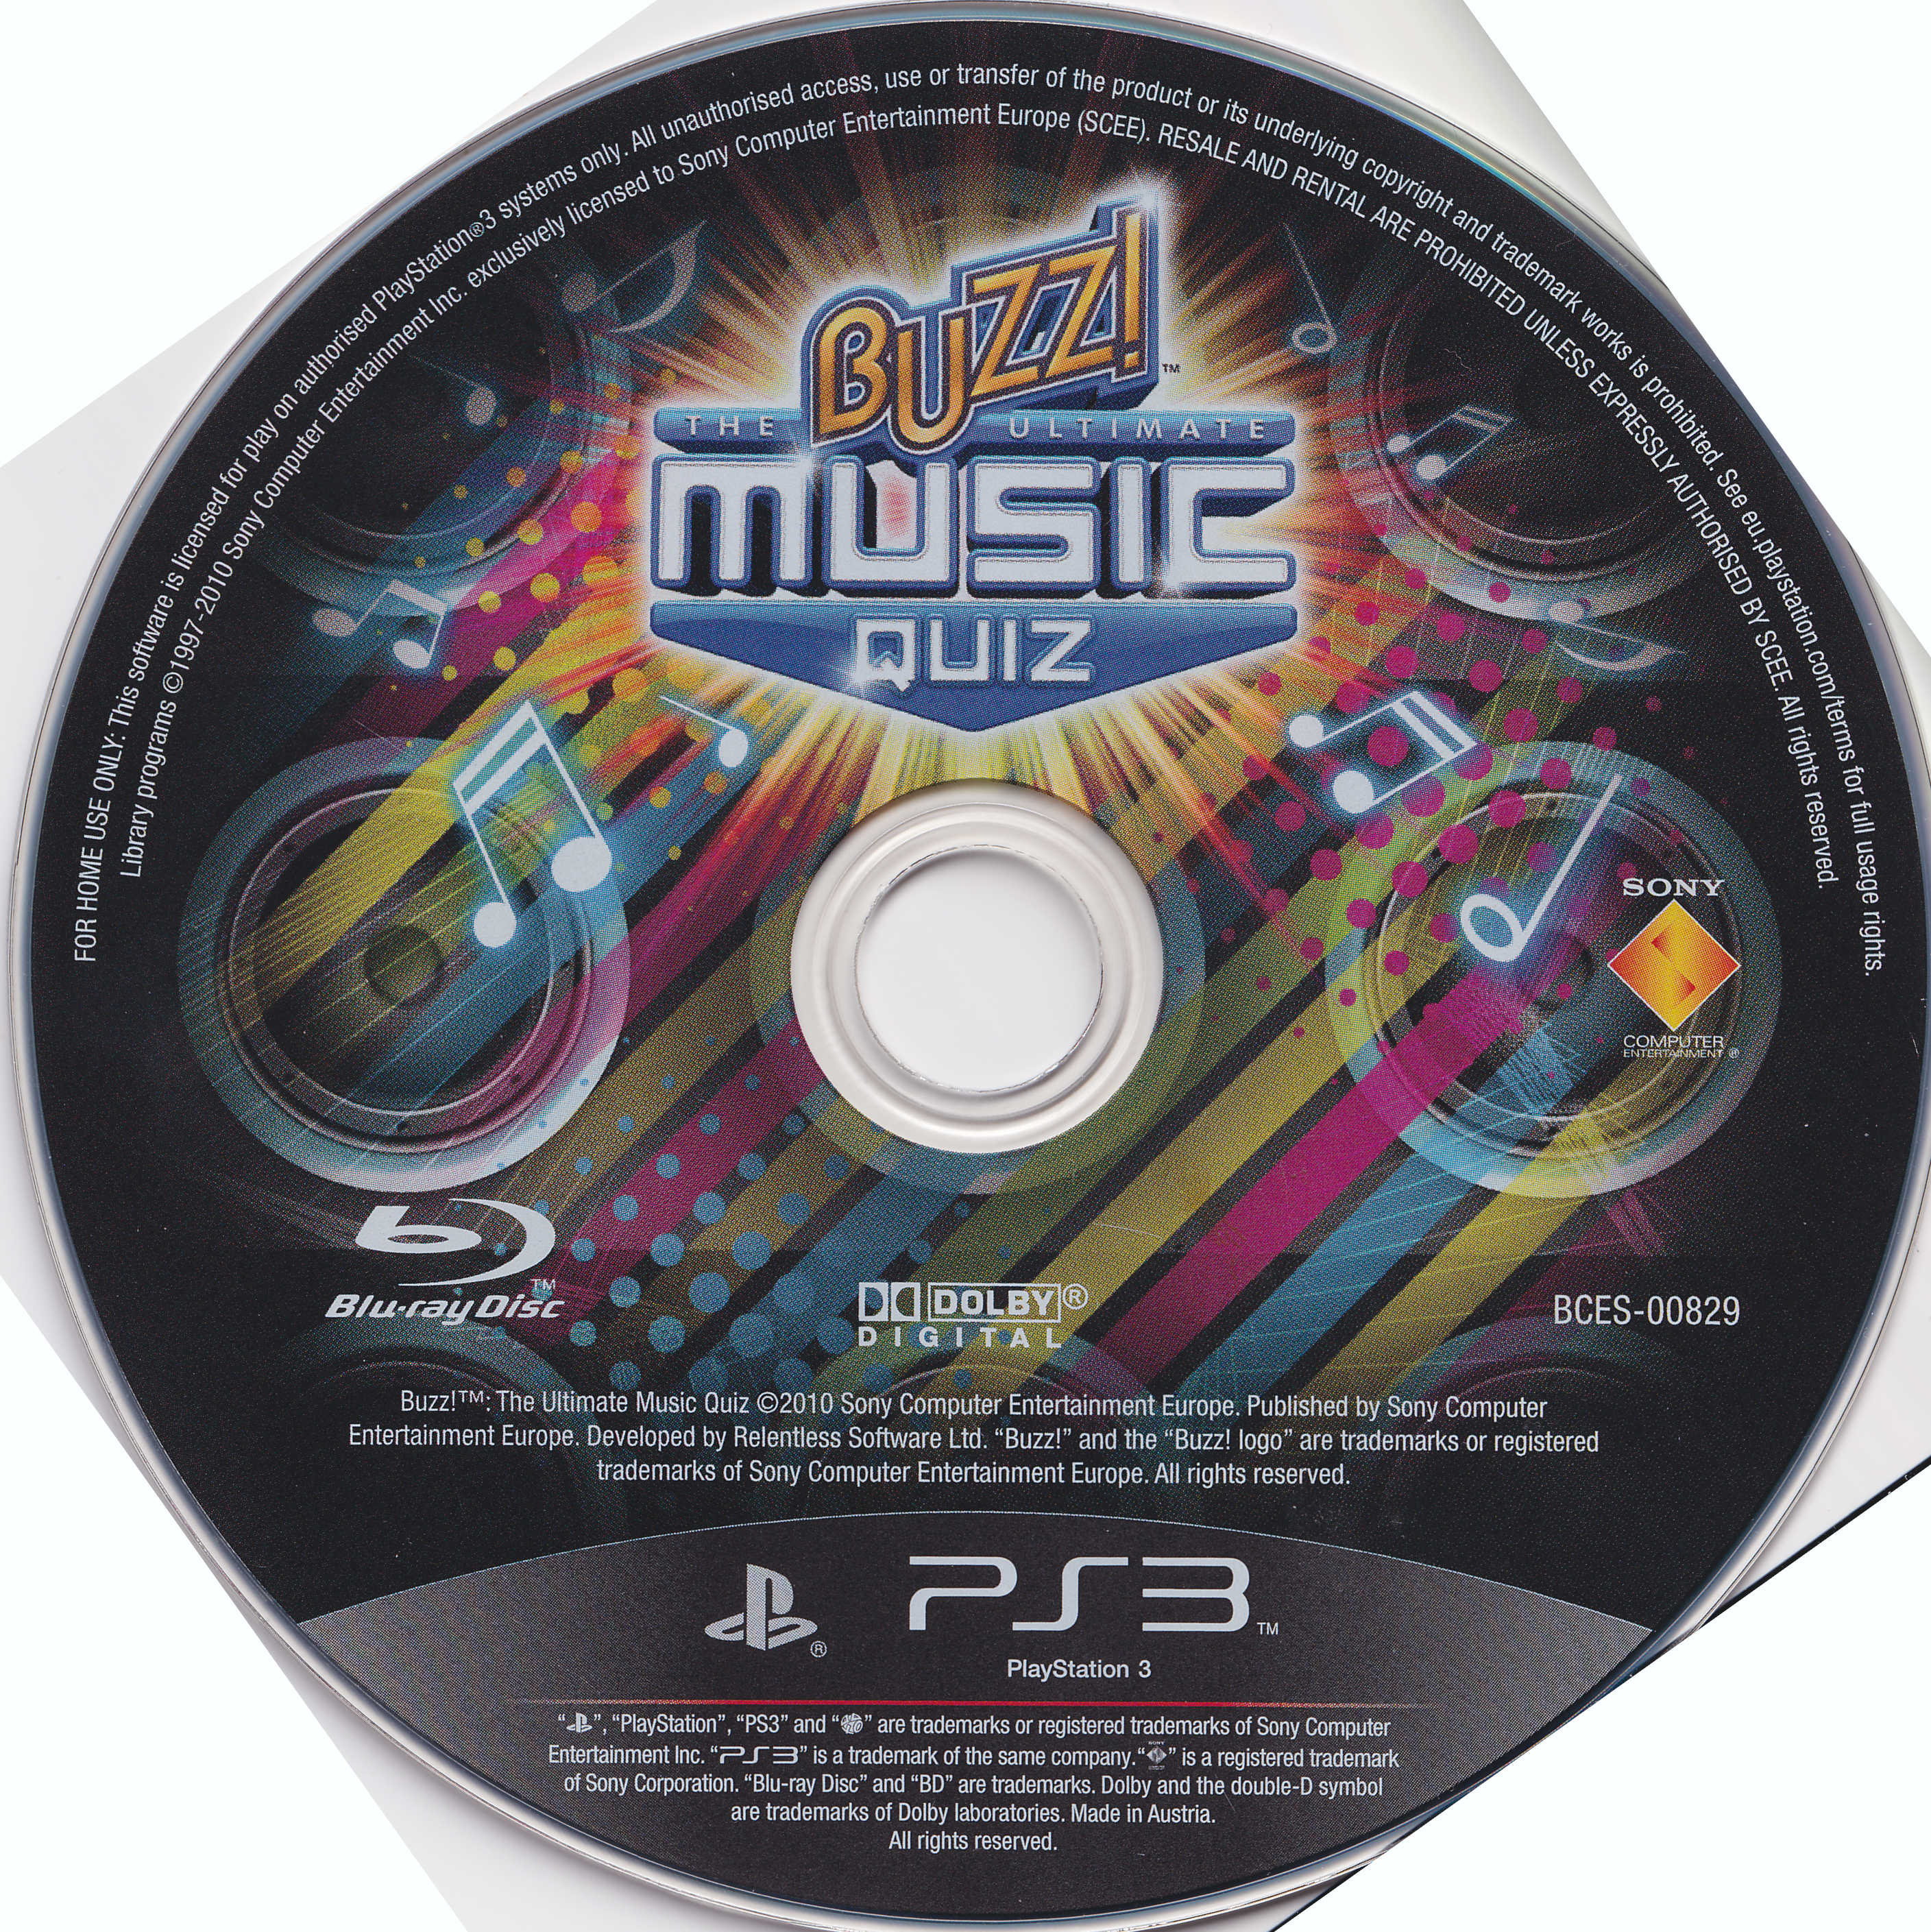 FOR HOME USE ONLY: This software is licensed for play on authorised PlayStation®3 systems only. All unauthorised access, use or transfer of the product or its underlying copyright and trademark works is prohibited. See eu.playstation.com/terms for full usage rights.
Library programs ©1997-2010 Sony Computer Entertainment Inc. exclusively licensed to Sony Computer Entertainment Europe (SCEE). RESALE AND RENTAL ARE PROHIBITED UNLESS EXPRESSLY AUTHORISED BY SCEE. All rights reserved.
BUZZ!™
THE ULTIMATE
MUSIC
QUIZ
SONY
COMPUTER
ENTERTAINMENT ®
b ™
Blu-ray Disc
DOLBY®
DIGITAL
BCES-00829
Buzz!™: The Ultimate Music Quiz ©2010 Sony Computer Entertainment Europe. Published by Sony Computer
Entertainment Europe. Developed by Relentless Software Ltd. “Buzz!” and the “Buzz! logo” are trademarks or registered
trademarks of Sony Computer Entertainment Europe. All rights reserved.
® PS3™
PlayStation 3
“ ”, “PlayStation”, “PS3” and “ ” are trademarks or registered trademarks of Sony Computer
Entertainment Inc. “PS3” is a trademark of the same company. “ ” is a registered trademark
of Sony Corporation. “Blu-ray Disc” and “BD” are trademarks. Dolby and the double-D symbol
are trademarks of Dolby laboratories. Made in Austria.
All rights reserved.